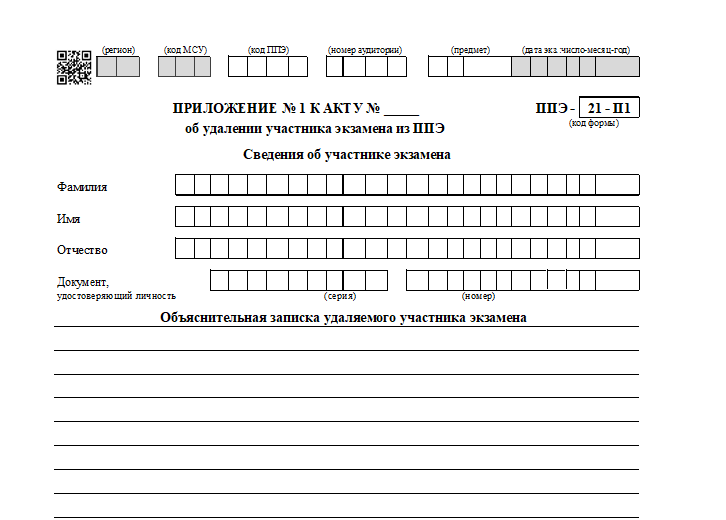 (регион) (код МСУ) (код ППЭ) (номер аудитории) (предмет) (дата экз. число-месяц-год)
ПРИЛОЖЕНИЕ № 1 К АКТУ № _____ ППЭ - 21 - П1
(код формы)
об удалении участника экзамена из ППЭ
Сведения об участнике экзамена
Фамилия
Имя
Отчество
Документ,
удостоверяющий личность (серия) (номер)
Объяснительная записка удаляемого участника экзамена